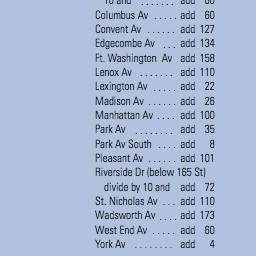 10 and ....... add 60
Columbus Av ..... add 60
Convent Av ...... add 127
Edgecombe Av ... add 134
Ft. Washington Av add 158
Lenox Av ....... add 110
Lexington Av ..... add 22
Madison Av ...... add 26
Manhattan Av .... add 100
Park Av ........ add 35
Park Av South .... add 8
Pleasant Av ...... add 101
Riverside Dr (below 165 St)
divide by 10 and add 72
St. Nicholas Av ... add 110
Wadsworth Av .... add 173
West End Av ..... add 60
York Av ........ add 4